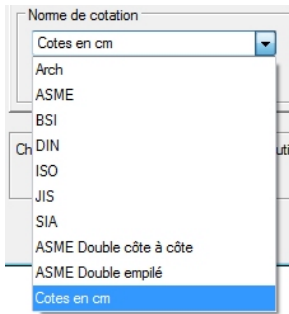 Norme de cotation
Cotes en cm
Arch
ASME
BSI
DIN
ISO
JIS
SIA
ASME Double côte à côte
ASME Double empilé
Cotes en cm